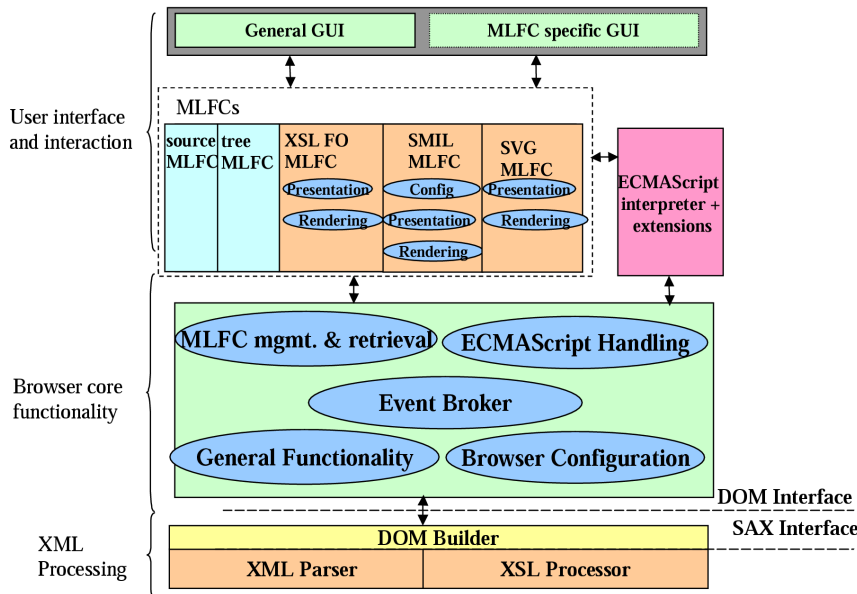 General GUI
MLFC specific GUI
User interface
and interaction
MLFCs
source
MLFC
tree
MLFC
XSL FO
MLFC
Presentation
Rendering
SMIL
MLFC
Config
Presentation
Rendering
SVG
MLFC
Presentation
Rendering
ECMAScript
interpreter +
extensions
Browser core
functionality
MLFC mgmt. & retrieval
ECMAScript Handling
Event Broker
General Functionality
Browser Configuration
DOM Interface
SAX Interface
XML
Processing
DOM Builder
XML Parser
XSL Processor